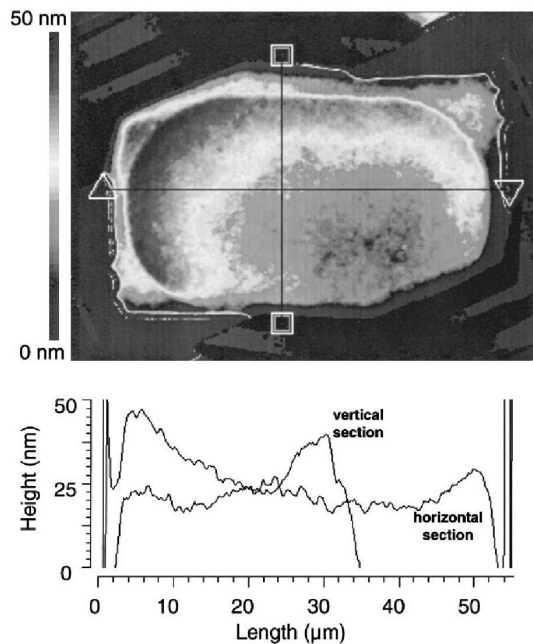 50 nm
0 nm
50
25
0
Height (nm)
vertical
section
horizontal
section
0 10 20 30 40 50
Length (µm)